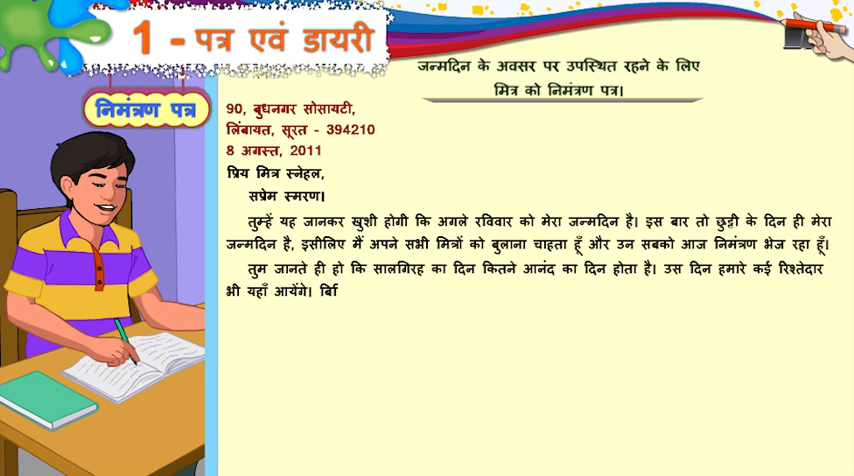 1 - पत्र एवं डायरी
निमंत्रण पत्र
जन्मदिन के अवसर पर उपस्थित रहने के लिए
मित्र को निमंत्रण पत्र।
90, बुधनगर सोसायटी,
लिंबायत, सूरत - 394210
8 अगस्त, 2011
प्रिय मित्र स्नेहल,
सप्रेम स्मरण।
तुम्हें यह जानकर खुशी होगी कि अगले रविवार को मेरा जन्मदिन है। इस बार तो छुट्टी के दिन ही मेरा
जन्मदिन है, इसीलिए मैं अपने सभी मित्रों को बुलाना चाहता हूँ और उन सबको आज निमंत्रण भेज रहा हूँ।
तुम जानते ही हो कि सालगिरह का दिन कितने आनंद का दिन होता है। उस दिन हमारे कई रिश्तेदार
भी यहाँ आयेंगे।